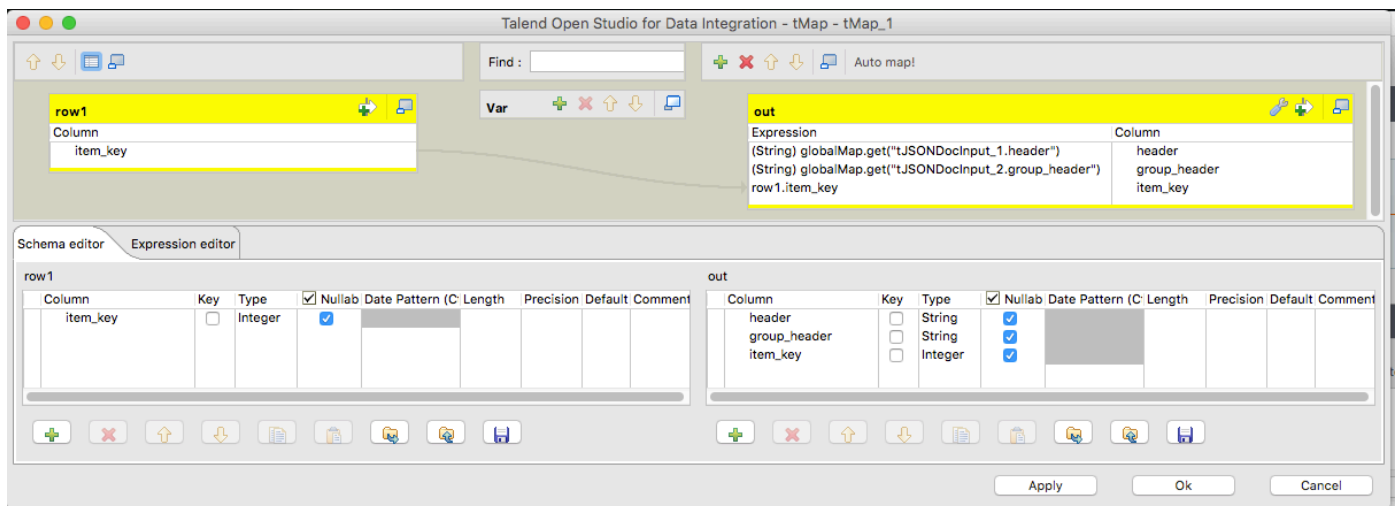 Talend Open Studio for Data Integration - tMap - tMap_1
Find :
Auto map!
row1
Column
item_key
Var
out
Expression Column
(String) globalMap.get("tJSONDocInput_1.header") header
(String) globalMap.get("tJSONDocInput_2.group_header") group_header
row1.item_key item_key
Schema editor Expression editor
row1
Column Key Type Nullab Date Pattern (C Length Precision Default Comment
item_key Integer
out
Column Key Type Nullab Date Pattern (C Length Precision Default Comment
header String
group_header String
item_key Integer
Apply Ok Cancel